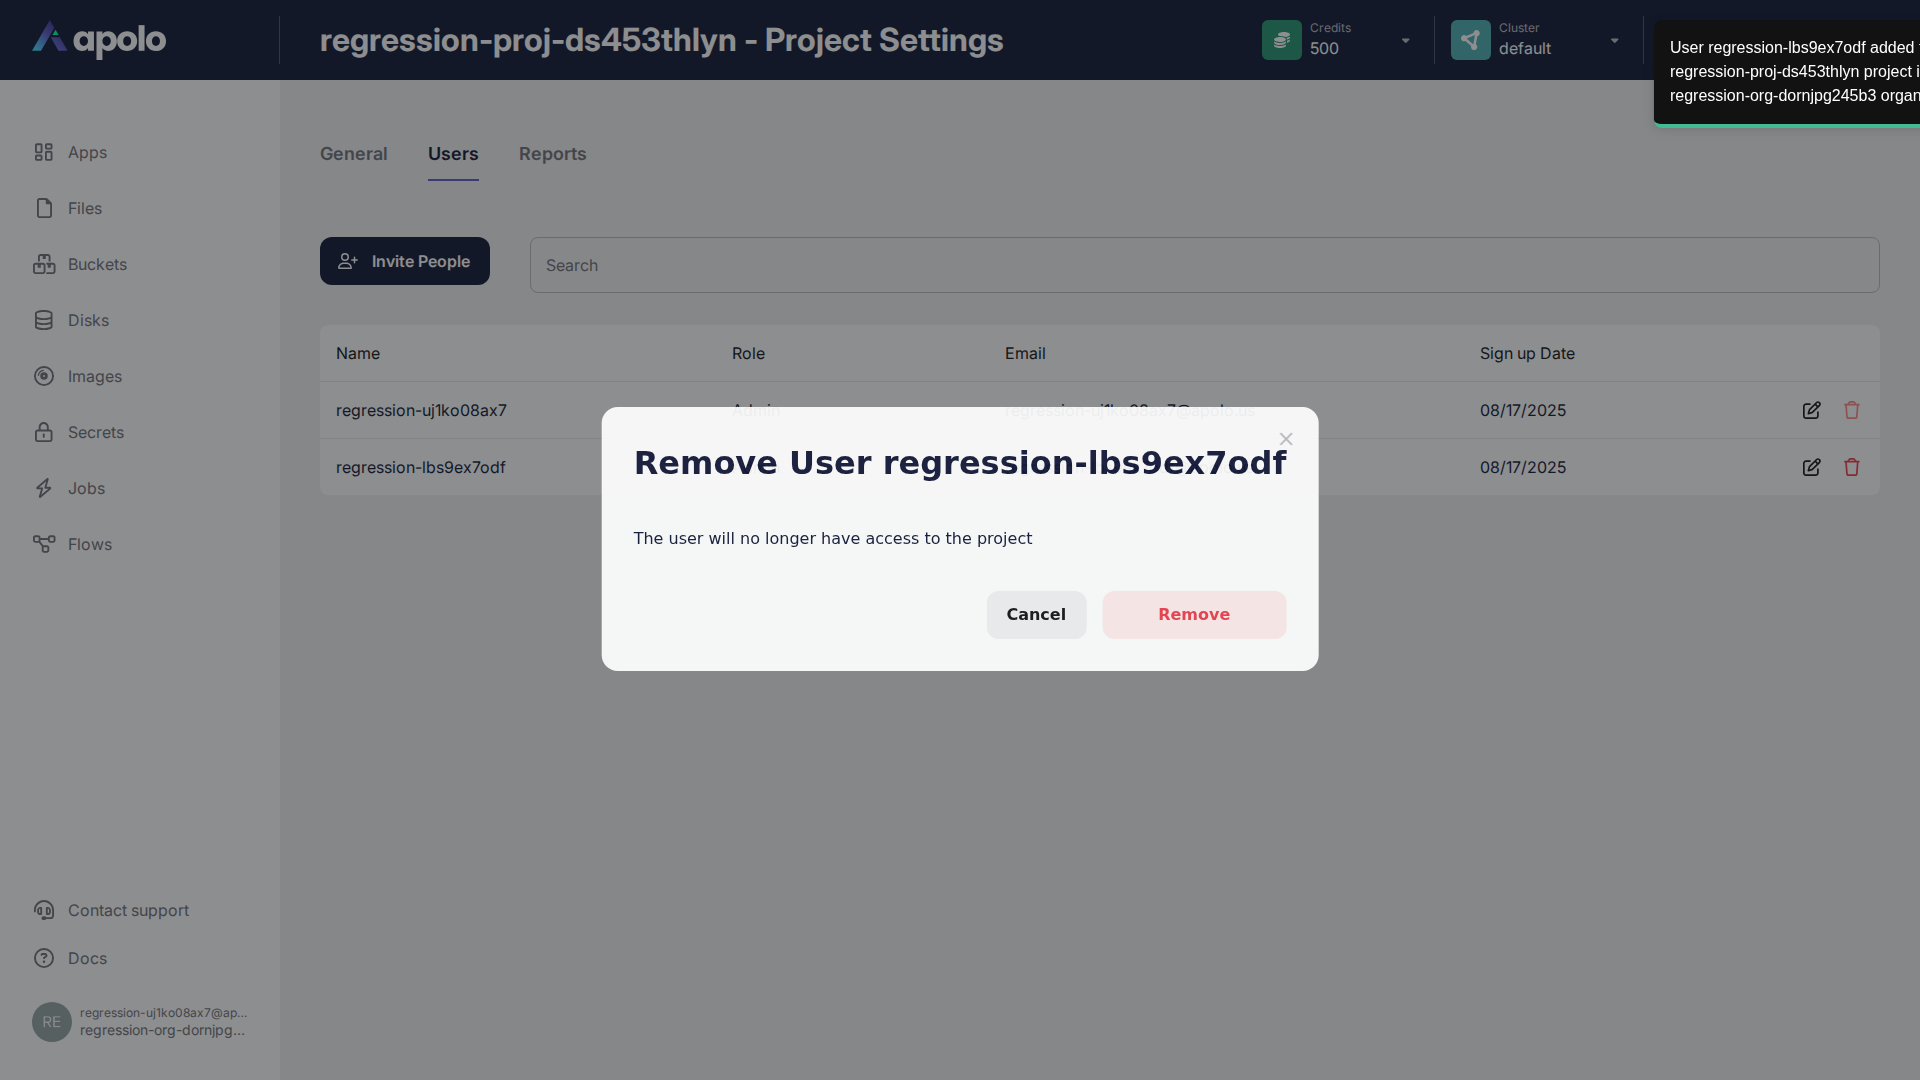 apolo
regression-proj-ds453thlyn - Project Settings
Credits
500
Cluster
default
User regression-lbs9ex7odf added
regression-proj-ds453thlyn project i
regression-org-dornjpg245b3 organ
Apps
Files
Buckets
Disks
Images
Secrets
Jobs
Flows
General
Users
Reports
Invite People
Search
Name
Role
Email
Sign up Date
regression-uj1ko08ax7
Admin
regression-uj1ko08ax7@apolo.us
08/17/2025
regression-lbs9ex7odf
08/17/2025
Remove User regression-lbs9ex7odf
The user will no longer have access to the project
Cancel
Remove
Contact support
Docs
RE
regression-uj1ko08ax7@ap...
regression-org-dornjpg...